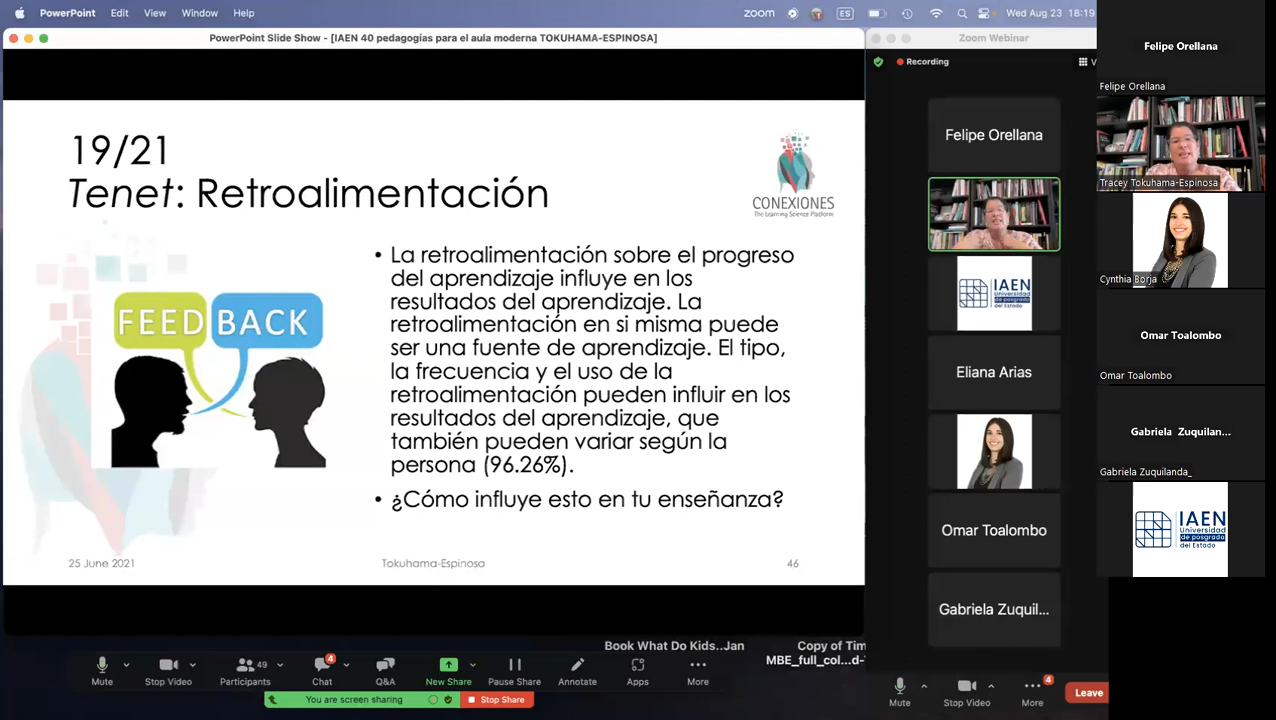 PowerPoint File Edit View Window Help
zoom ES Wed Aug 23 18:19
PowerPoint Slide Show - [IAEN 40 pedagogías para el aula moderna TOKUHAMA-ESPINOSA]
19/21
Tenet: Retroalimentación
CONEXIONES
The Learning Science Platform
FEED BACK
• La retroalimentación sobre el progreso
del aprendizaje influye en los
resultados del aprendizaje. La
retroalimentación en si misma puede
ser una fuente de aprendizaje. El tipo,
la frecuencia y el uso de la
retroalimentación pueden influir en los
resultados del aprendizaje, que
también pueden variar según la
persona (96.26%).
• ¿Cómo influye esto en tu enseñanza?
25 June 2021 Tokuhama-Espinosa 46
Book What Do Kids..Jan
Copy of Tim
MBE_full_col...d-
Mute Stop Video Participants 49 Chat 4 Q&A New Share Pause Share Annotate Apps More
You are screen sharing Stop Share
Zoom Webinar
Recording V
Felipe Orellana
IAEN
Universidad
de posgrado
del Estado
Eliana Arias
Omar Toalombo
Gabriela Zuquil...
Mute Stop Video More 4 Leave
Felipe Orellana
Felipe Orellana
Tracey Tokuhama-Espinosa
Cynthia Borja
Omar Toalombo
Omar Toalombo
Gabriela Zuquilan...
Gabriela Zuquilanda_
IAEN
Universidad
de posgrado
del Estado